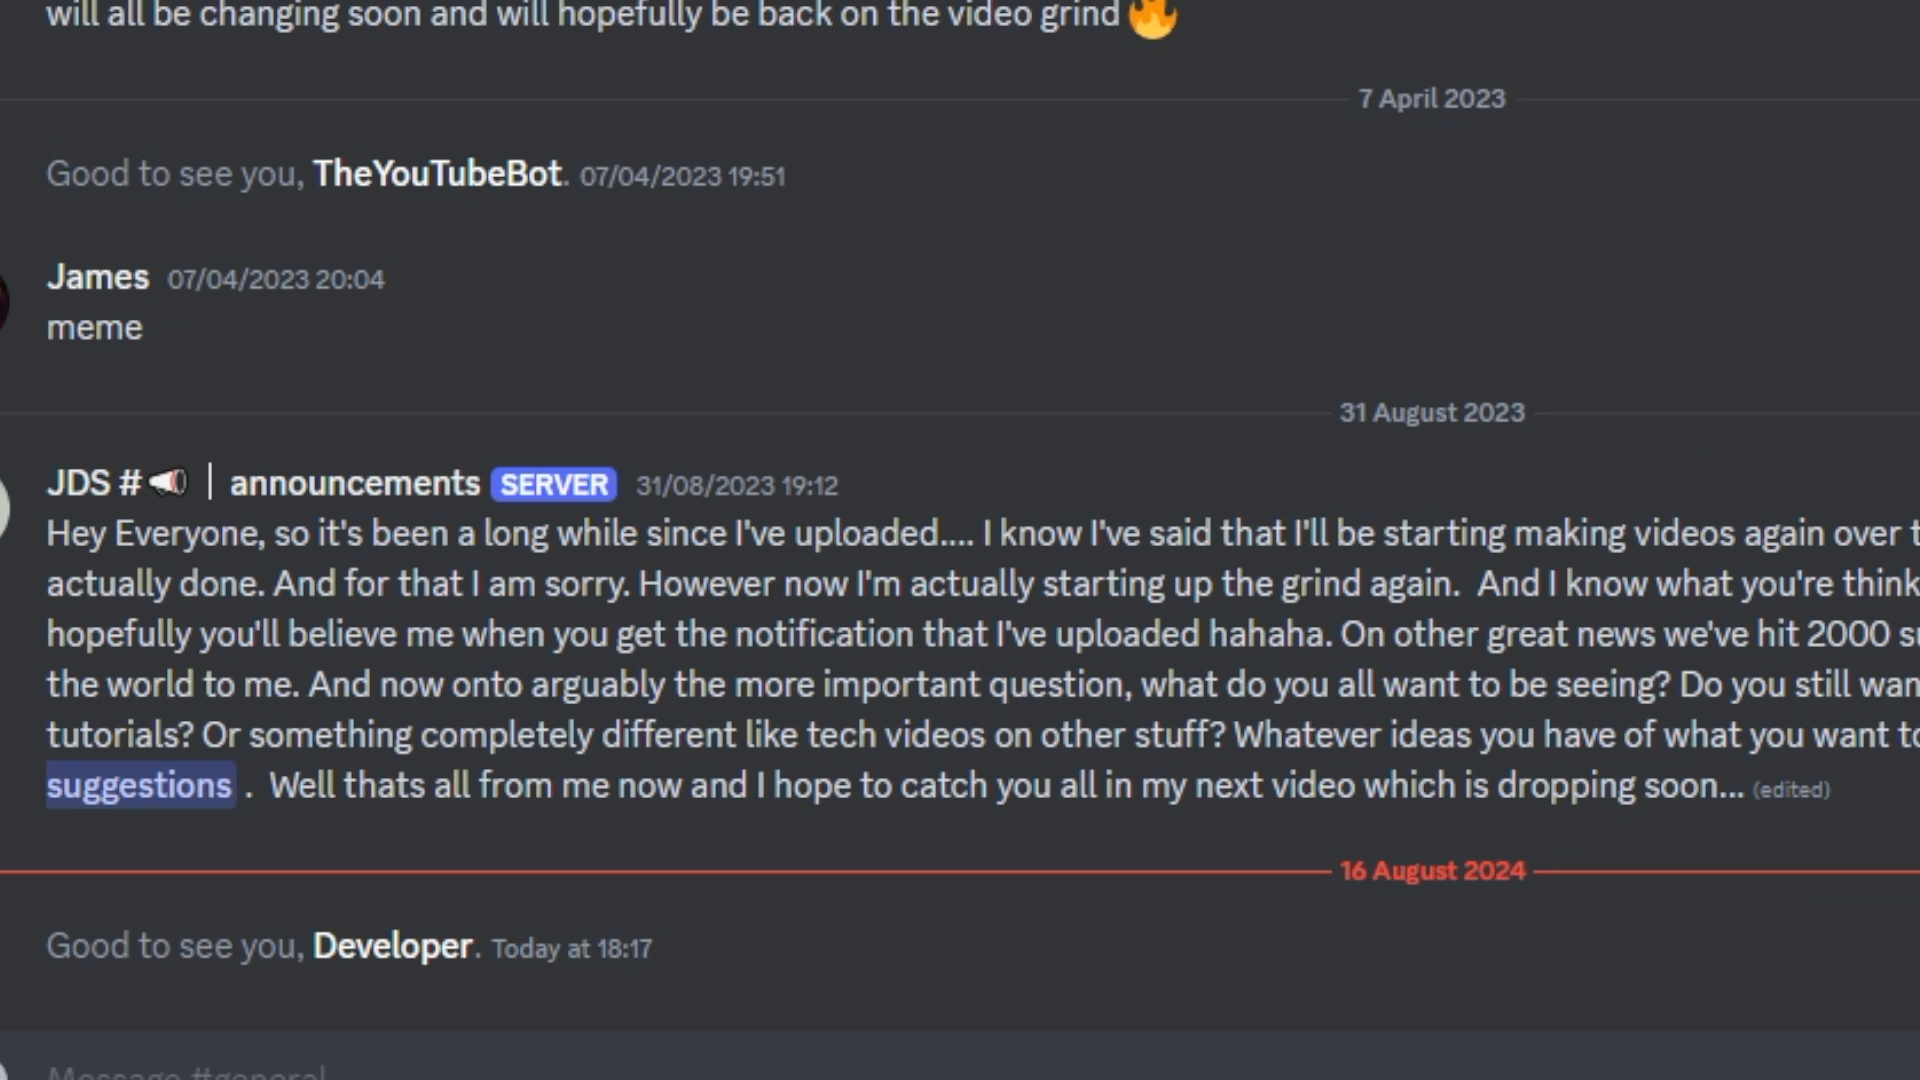 will all be changing soon and will hopefully be back on the video grind
7 April 2023
Good to see you, TheYouTubeBot. 07/04/2023 19:51
James 07/04/2023 20:04
meme
31 August 2023
JDS # | announcements SERVER 31/08/2023 19:12
Hey Everyone, so it's been a long while since I've uploaded.... I know I've said that I'll be starting making videos again over
actually done. And for that I am sorry. However now I'm actually starting up the grind again. And I know what you're think
hopefully you'll believe me when you get the notification that I've uploaded hahaha. On other great news we've hit 2000
the world to me. And now onto arguably the more important question, what do you all want to be seeing? Do you still wan
tutorials? Or something completely different like tech videos on other stuff? Whatever ideas you have of what you want to
suggestions . Well thats all from me now and I hope to catch you all in my next video which is dropping soon... (edited)
16 August 2024
Good to see you, Developer. Today at 18:17
Message #general